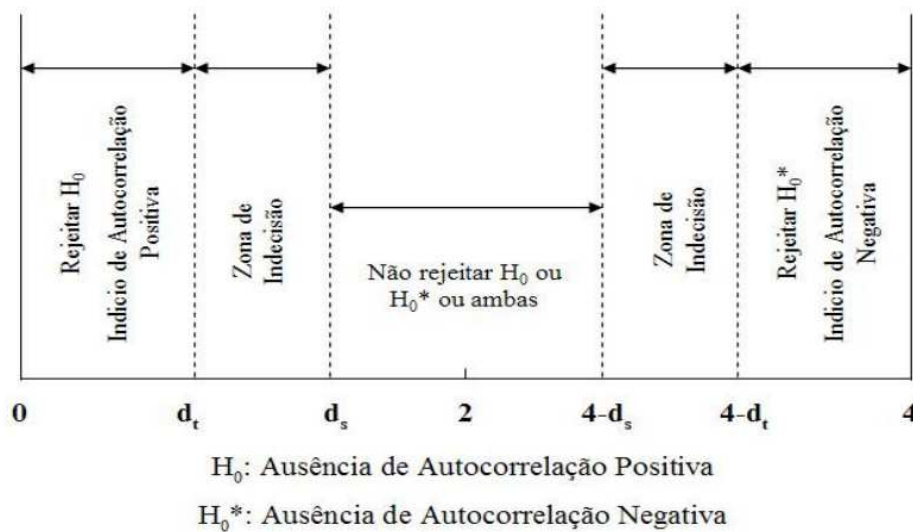 Rejeitar H₀
Indicio de Autocorrelação
Positiva
Zona de
Indecisão
Não rejeitar H₀ ou
H₀* ou ambas
Zona de
Indecisão
Rejeitar H₀*
Indicio de Autocorrelação
Negativa
0 dₜ dₛ 2 4-dₛ 4-dₜ 4
H₀: Ausência de Autocorrelação Positiva
H₀*: Ausência de Autocorrelação Negativa